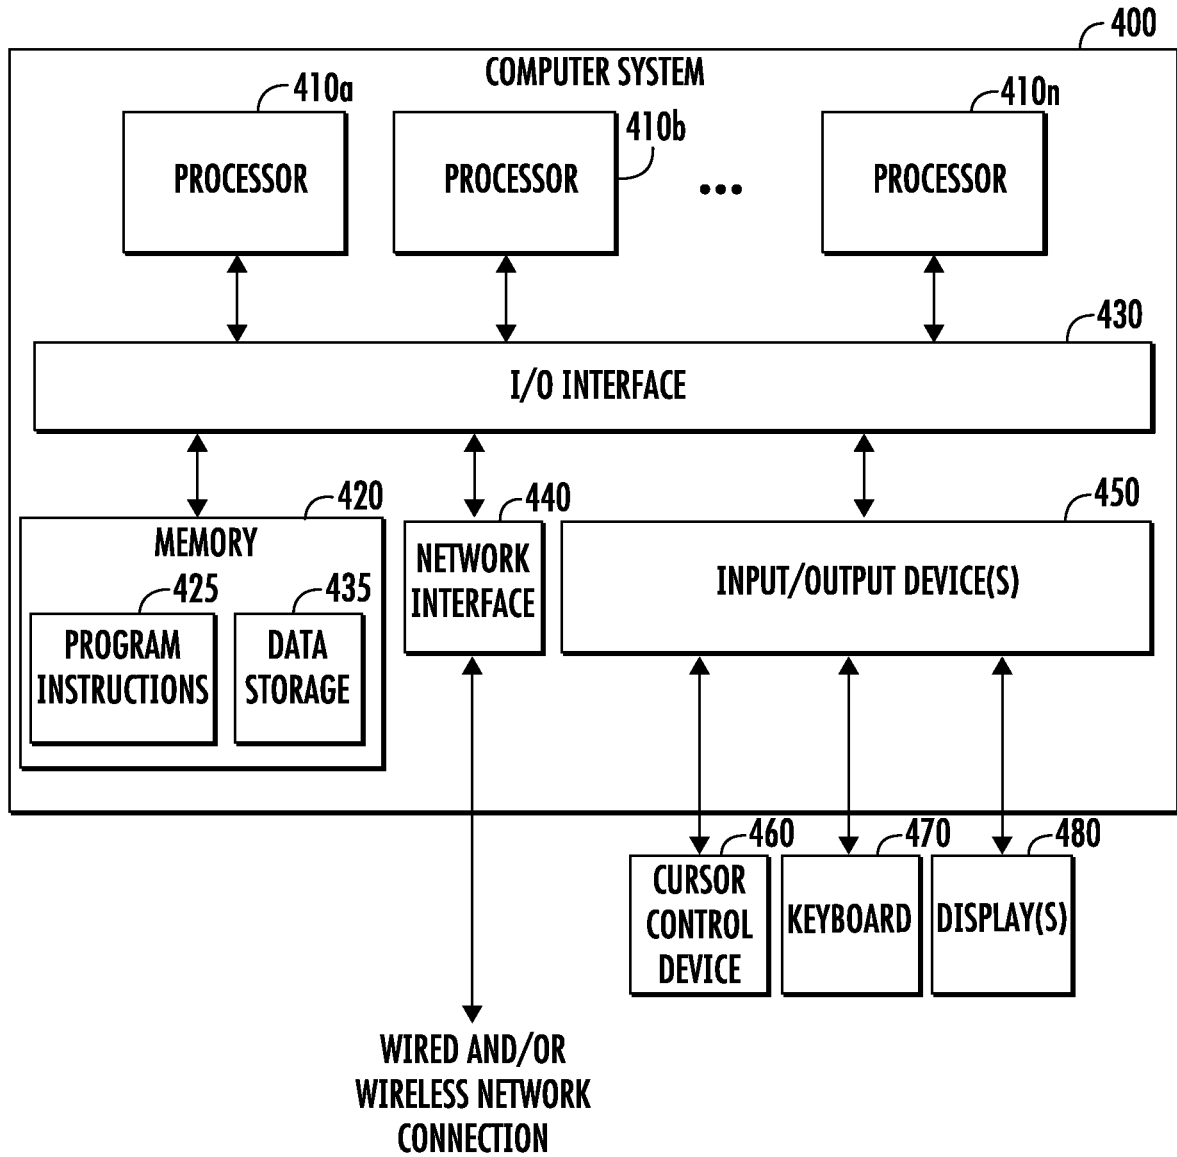 400
COMPUTER SYSTEM
410a
410b
410n
PROCESSOR
PROCESSOR
...
PROCESSOR
430
I/O INTERFACE
420
MEMORY
425
PROGRAM
INSTRUCTIONS
435
DATA
STORAGE
440
NETWORK
INTERFACE
450
INPUT/OUTPUT DEVICE(S)
460
CURSOR
CONTROL
DEVICE
470
KEYBOARD
480
DISPLAY(S)
WIRED AND/OR
WIRELESS NETWORK
CONNECTION